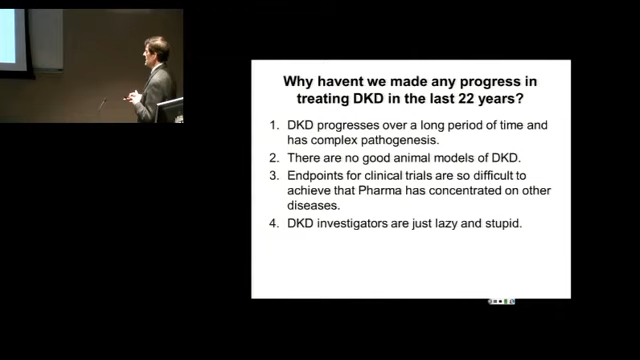 Why havent we made any progress in
treating DKD in the last 22 years?
1. DKD progresses over a long period of time and
has complex pathogenesis.
2. There are no good animal models of DKD.
3. Endpoints for clinical trials are so difficult to
achieve that Pharma has concentrated on other
diseases.
4. DKD investigators are just lazy and stupid.